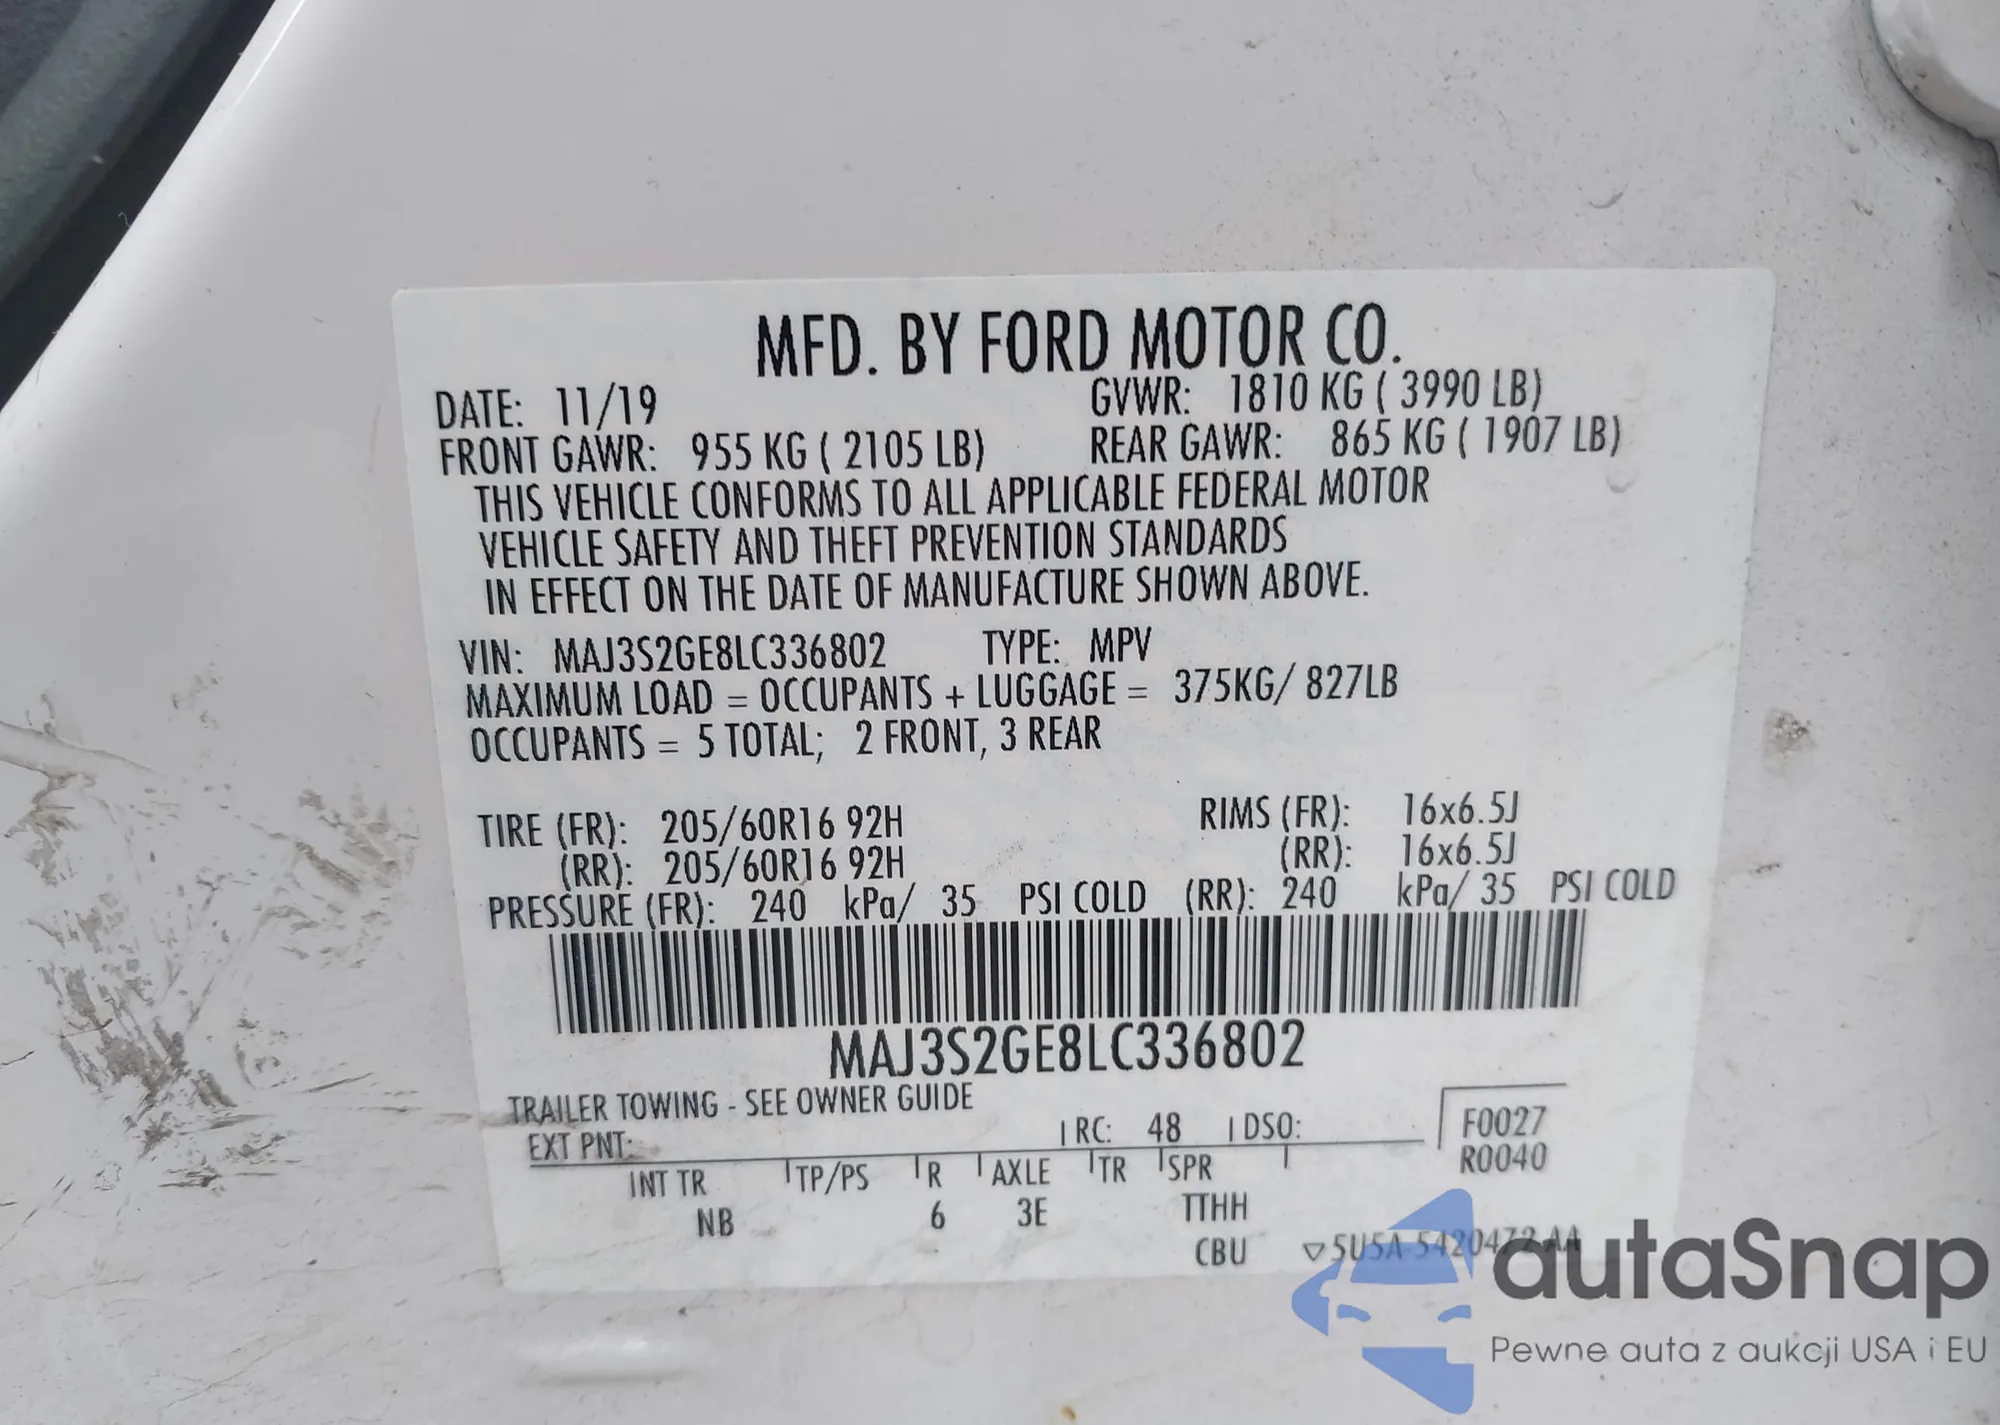 MFD. BY FORD MOTOR CO.
DATE: 11/19 GVWR: 1810 KG ( 3990 LB)
FRONT GAWR: 955 KG ( 2105 LB) REAR GAWR: 865 KG ( 1907 LB)
THIS VEHICLE CONFORMS TO ALL APPLICABLE FEDERAL MOTOR
VEHICLE SAFETY AND THEFT PREVENTION STANDARDS
IN EFFECT ON THE DATE OF MANUFACTURE SHOWN ABOVE.
VIN: MAJ3S2GE8LC336802 TYPE: MPV
MAXIMUM LOAD = OCCUPANTS + LUGGAGE = 375KG/ 827LB
OCCUPANTS = 5 TOTAL; 2 FRONT, 3 REAR
TIRE (FR): 205/60R16 92H RIMS (FR): 16x6.5J
(RR): 205/60R16 92H (RR): 16x6.5J
PRESSURE (FR): 240 kPa/ 35 PSI COLD (RR): 240 kPa/ 35 PSI COLD
MAJ3S2GE8LC336802
TRAILER TOWING - SEE OWNER GUIDE
EXT PNT: RC: 48 DSO: F0027
R0040
INT TR TP/PS R AXLE TR SPR
NB 6 3E TTHH
CBU 5U5A-5420472-AA
autaSnap
Pewne auta z aukcji USA i EU